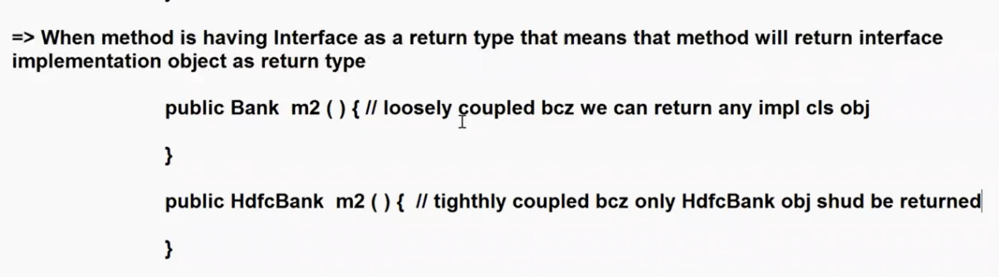 => When method is having Interface as a return type that means that method will return interface
implementation object as return type
public Bank m2 ( ) { // loosely coupled bcz we can return any impl cls obj
}
public HdfcBank m2 ( ) { // tighthly coupled bcz only HdfcBank obj shud be returned
}